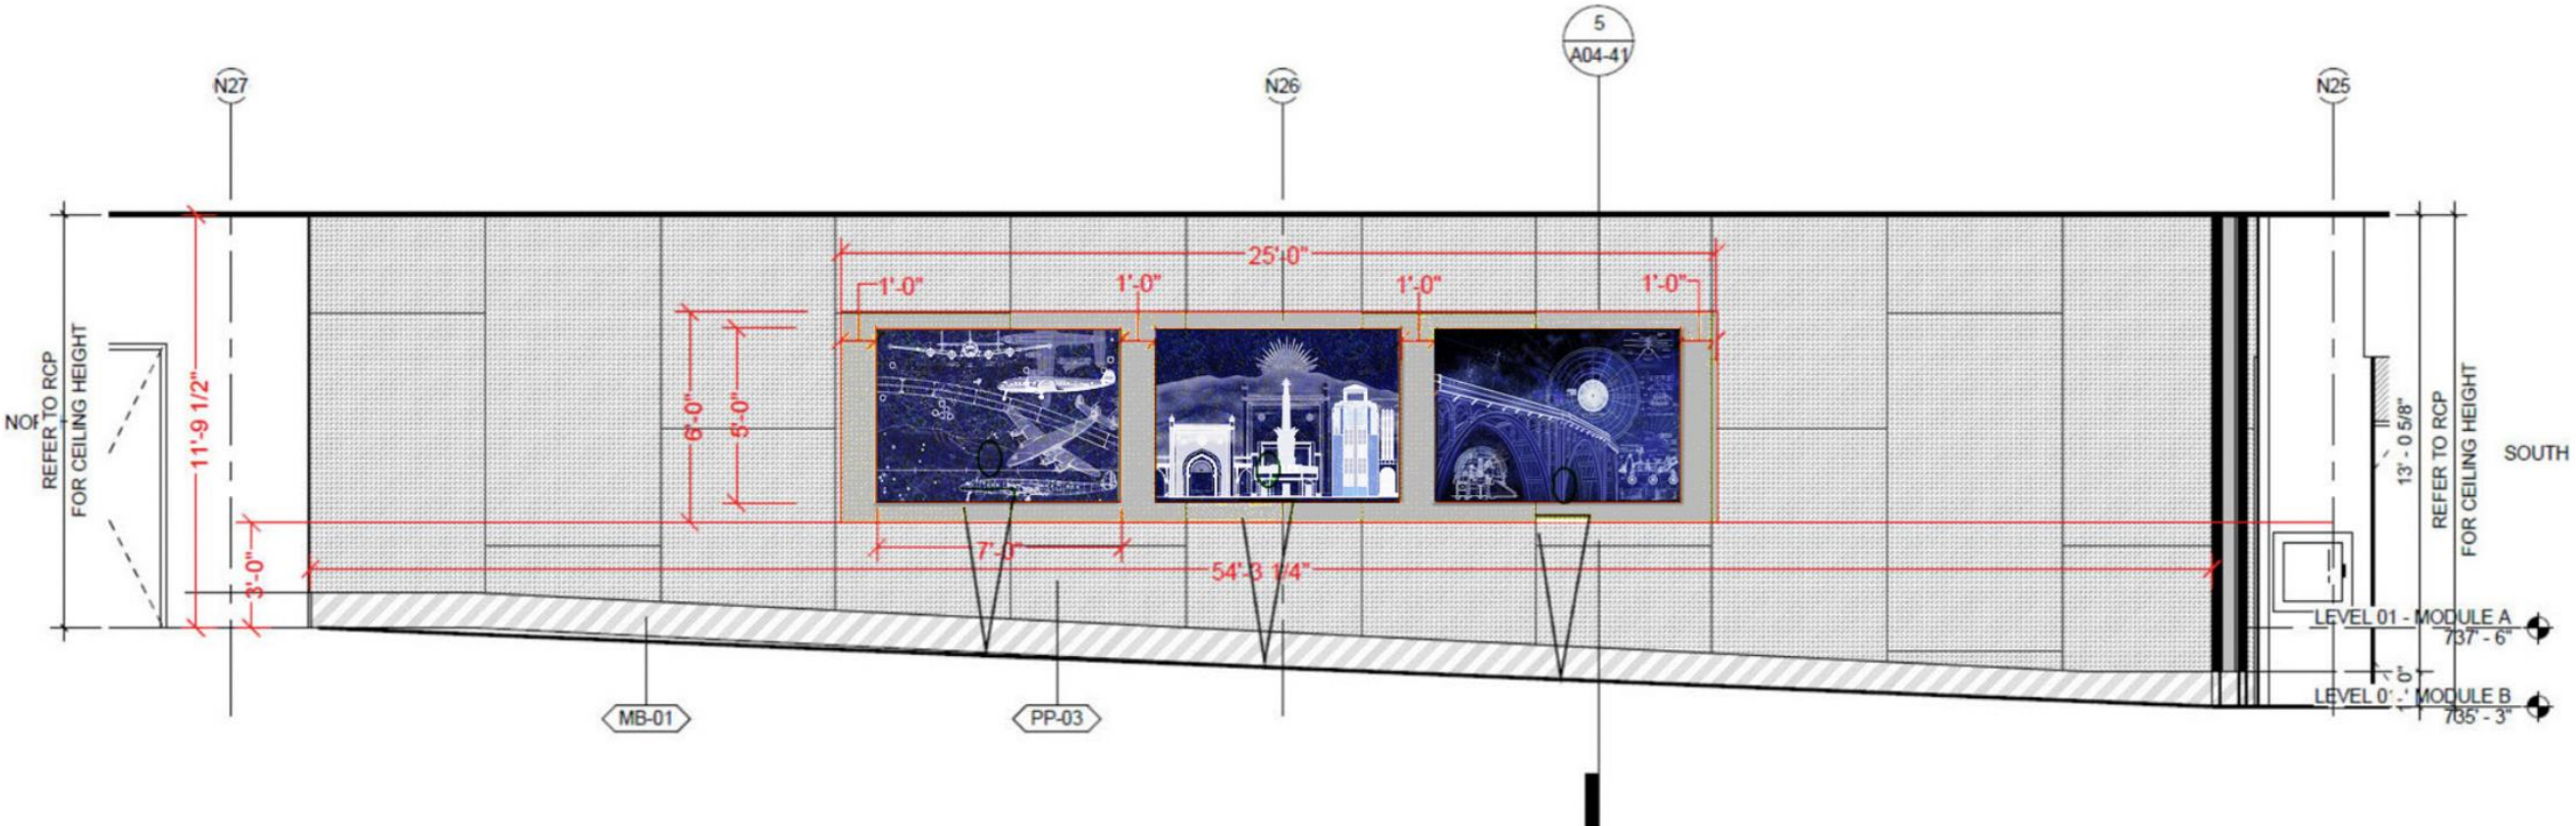 5
A04-41
N27
N26
N25
25'-0"
1'-0"
1'-0"
1'-0"
1'-0"
REFER TO RCP
FOR CEILING HEIGHT
11'-9 1/2"
6'-0"
5'-0"
3'-0"
7'-0"
54'-3 1/4"
13' - 0 5/8"
REFER TO RCP
FOR CEILING HEIGHT
SOUTH
LEVEL 01 - MODULE A
737' - 6"
MODULE B
735' - 3"
MB-01
PP-03